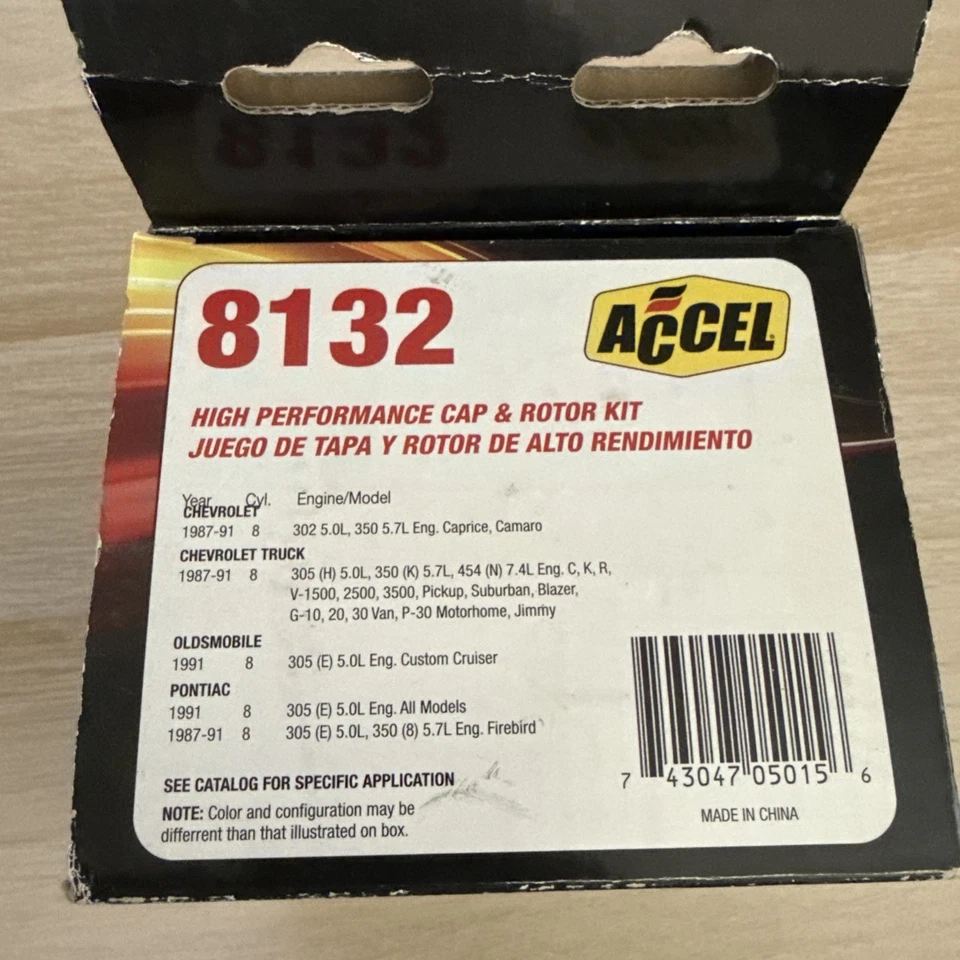 8132
8132
ACCEL
HIGH PERFORMANCE CAP & ROTOR KIT
JUEGO DE TAPA Y ROTOR DE ALTO RENDIMIENTO
Year Cyl. Engine/Model
CHEVROLET
1987-91 8 302 5.0L, 350 5.7L Eng. Caprice, Camaro
CHEVROLET TRUCK
1987-91 8 305 (H) 5.0L, 350 (K) 5.7L, 454 (N) 7.4L Eng. C, K, R,
V-1500, 2500, 3500, Pickup, Suburban, Blazer,
G-10, 20, 30 Van, P-30 Motorhome, Jimmy
OLDSMOBILE
1991 8 305 (E) 5.0L Eng. Custom Cruiser
PONTIAC
1991 8 305 (E) 5.0L Eng. All Models
1987-91 8 305 (E) 5.0L, 350 (8) 5.7L Eng. Firebird
SEE CATALOG FOR SPECIFIC APPLICATION
NOTE: Color and configuration may be
differrent than that illustrated on box.
7 43047 05015 6
MADE IN CHINA